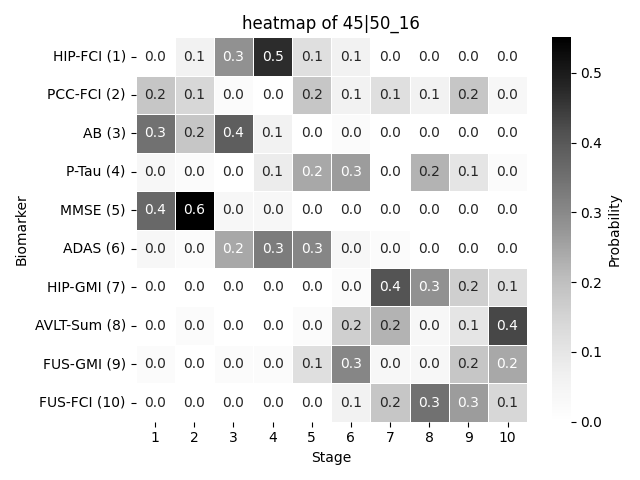 heatmap of 45|50_16
HIP-FCI (1) 0.0 0.1 0.3 0.5 0.1 0.1 0.0 0.0 0.0 0.0
PCC-FCI (2) 0.2 0.1 0.0 0.0 0.2 0.1 0.1 0.1 0.2 0.0
AB (3) 0.3 0.2 0.4 0.1 0.0 0.0 0.0 0.0 0.0 0.0
P-Tau (4) 0.0 0.0 0.0 0.1 0.2 0.3 0.0 0.2 0.1 0.0
MMSE (5) 0.4 0.6 0.0 0.0 0.0 0.0 0.0 0.0 0.0 0.0
ADAS (6) 0.0 0.0 0.2 0.3 0.3 0.0 0.0 0.0 0.0 0.0
HIP-GMI (7) 0.0 0.0 0.0 0.0 0.0 0.0 0.4 0.3 0.2 0.1
AVLT-Sum (8) 0.0 0.0 0.0 0.0 0.0 0.2 0.2 0.0 0.1 0.4
FUS-GMI (9) 0.0 0.0 0.0 0.0 0.1 0.3 0.0 0.0 0.2 0.2
FUS-FCI (10) 0.0 0.0 0.0 0.0 0.0 0.1 0.2 0.3 0.3 0.1
1 2 3 4 5 6 7 8 9 10
Stage
Biomarker
0.5
0.4
0.3
0.2
0.1
0.0
Probability